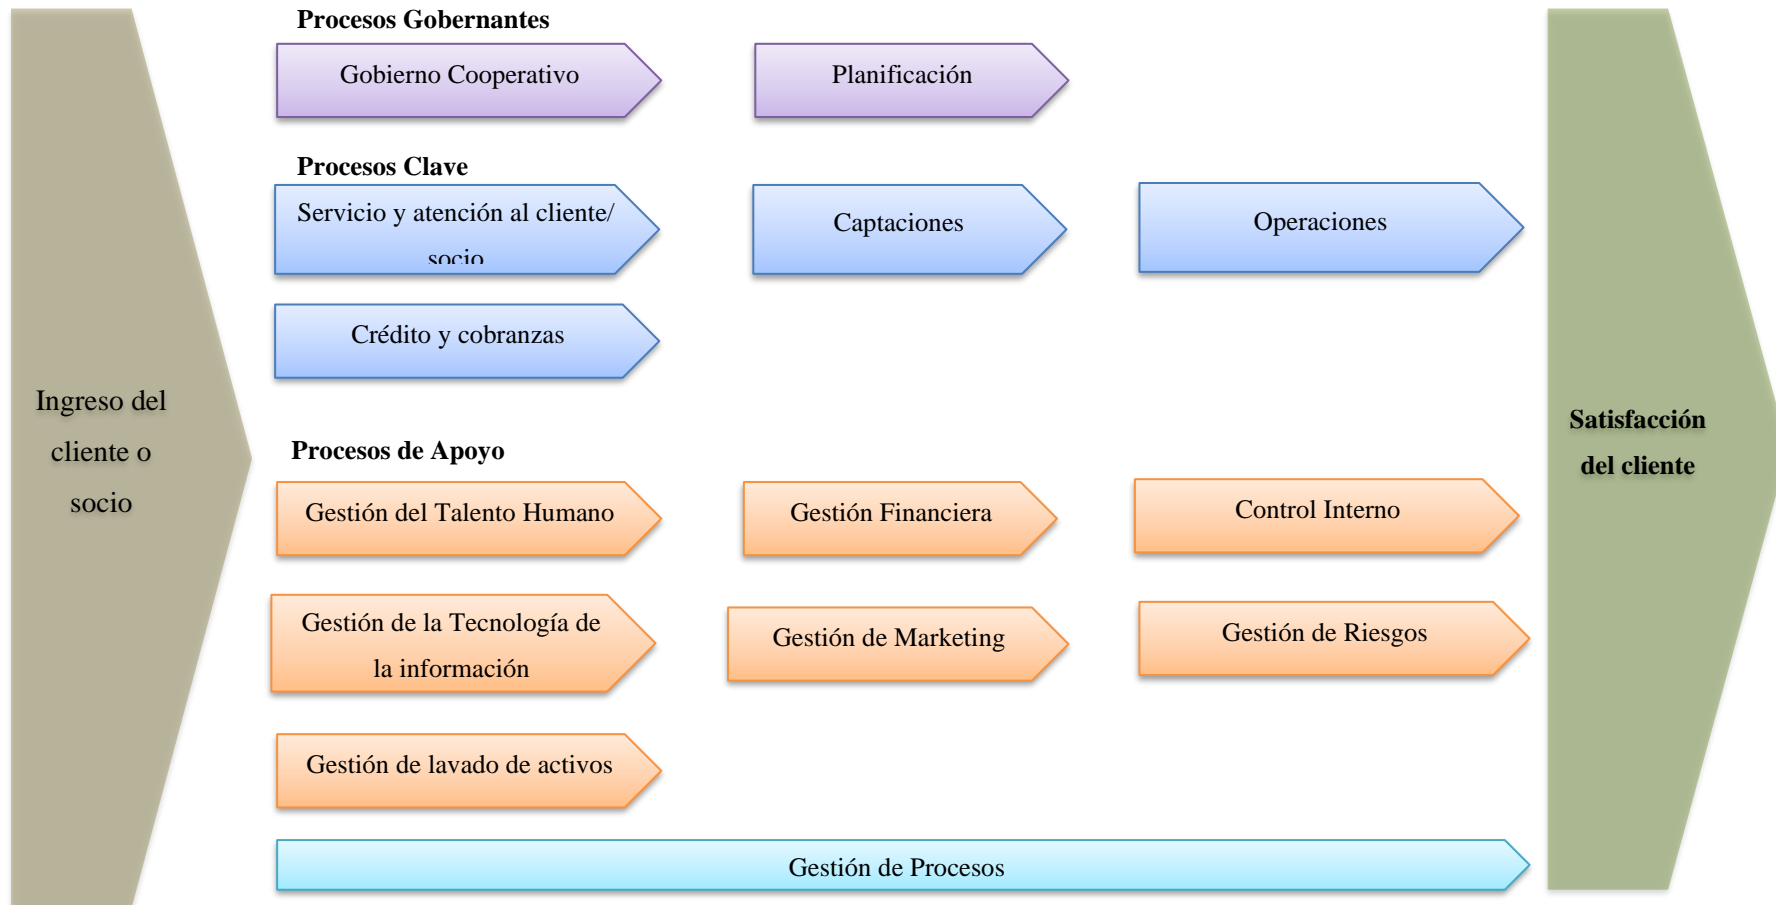 Procesos Gobernantes
Gobierno Cooperativo
Planificación
Procesos Clave
Servicio y atención al cliente/
socio
Captaciones
Operaciones
Crédito y cobranzas
Ingreso del
cliente o
socio
Satisfacción
del cliente
Procesos de Apoyo
Gestión del Talento Humano
Gestión Financiera
Control Interno
Gestión de la Tecnología de
la información
Gestión de Marketing
Gestión de Riesgos
Gestión de lavado de activos
Gestión de Procesos